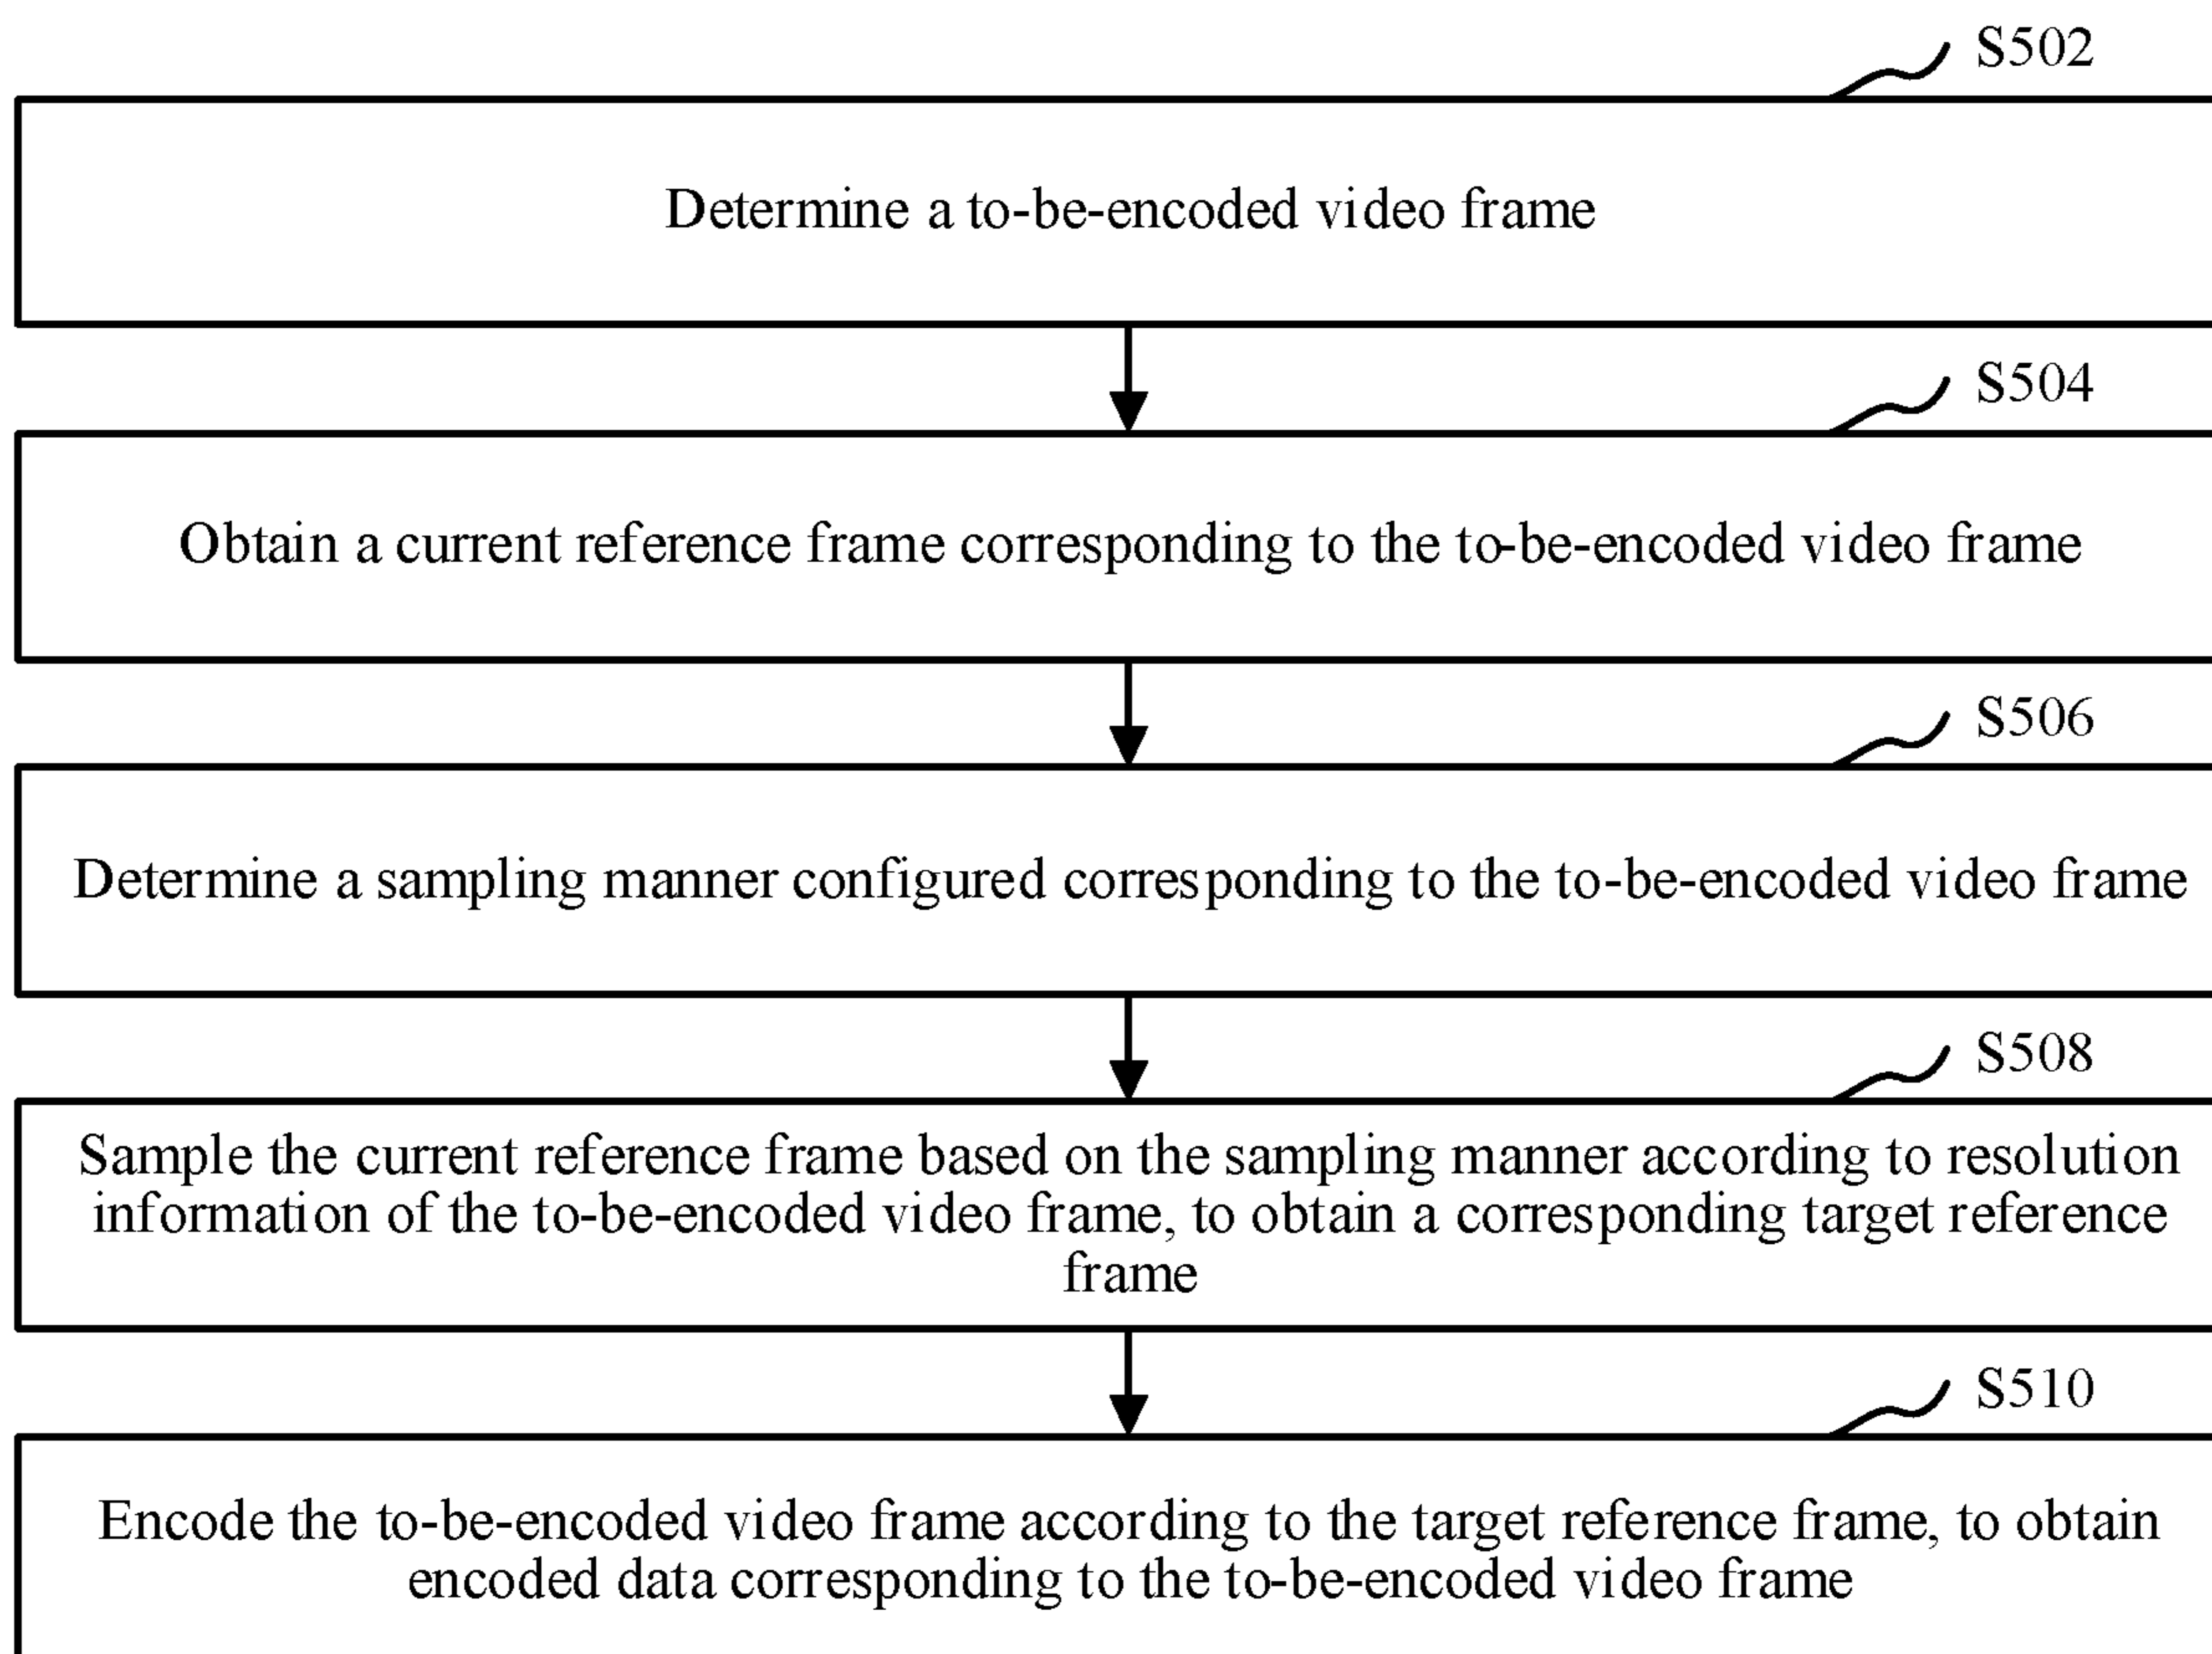 S502
Determine a to-be-encoded video frame
S504
Obtain a current reference frame corresponding to the to-be-encoded video frame
S506
Determine a sampling manner configured corresponding to the to-be-encoded video frame
S508
Sample the current reference frame based on the sampling manner according to resolution
information of the to-be-encoded video frame, to obtain a corresponding target reference
frame
S510
Encode the to-be-encoded video frame according to the target reference frame, to obtain
encoded data corresponding to the to-be-encoded video frame